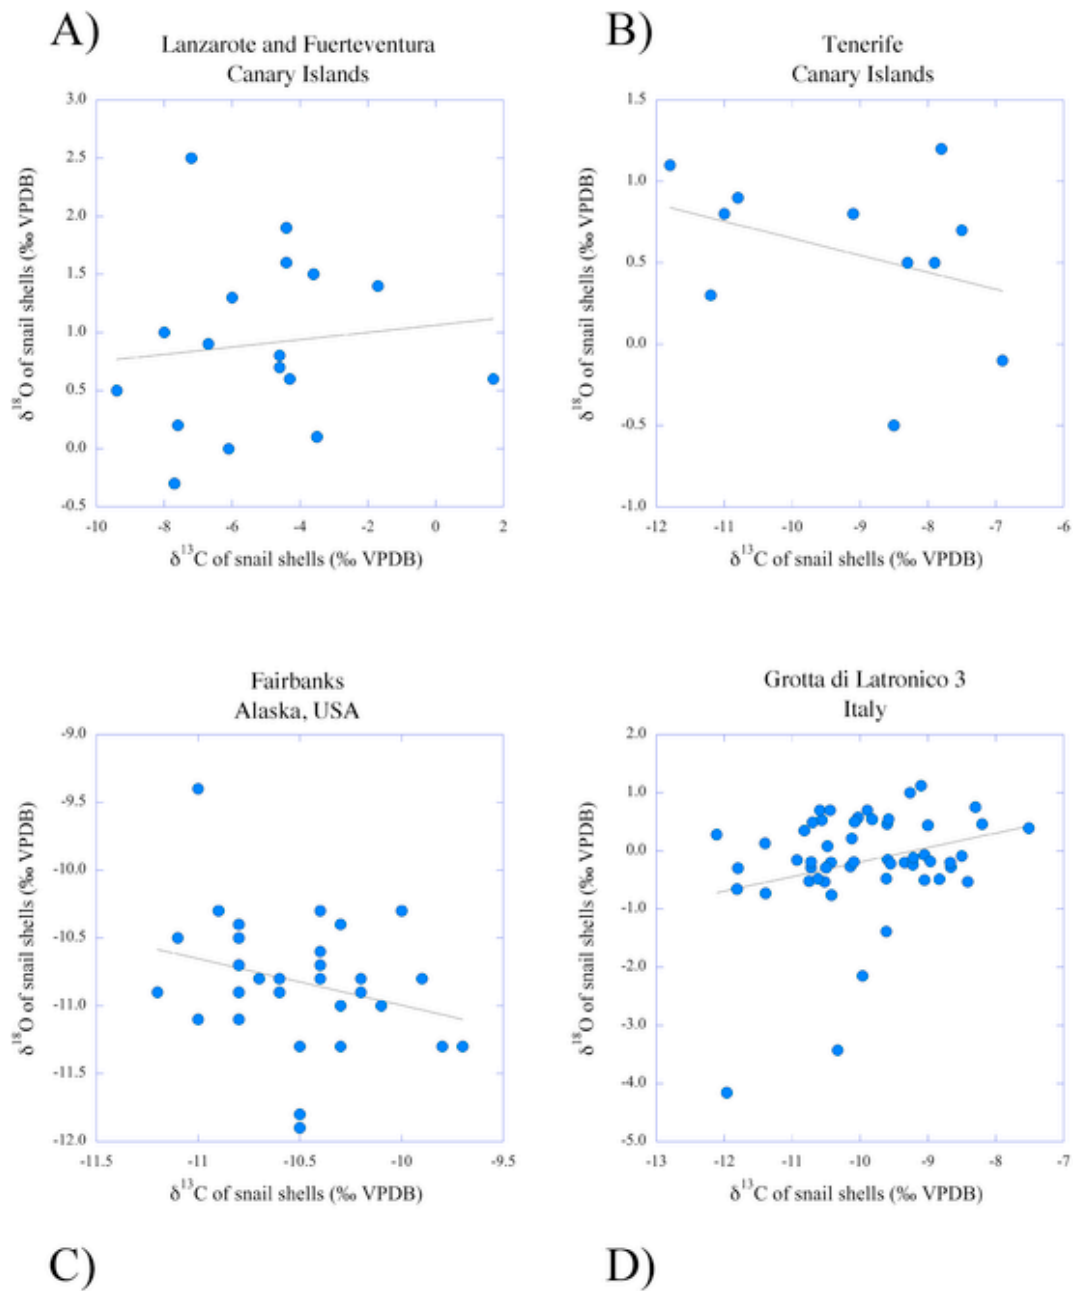 A)
Lanzarote and Fuerteventura
Canary Islands
3.0
2.5
2.0
1.5
1.0
0.5
0.0
-0.5
δ18O of snail shells (‰ VPDB)
-10 -8 -6 -4 -2 0 2
δ13C of snail shells (‰ VPDB)
B)
Tenerife
Canary Islands
1.5
1.0
0.5
0.0
-0.5
-1.0
δ18O of snail shells (‰ VPDB)
-12 -11 -10 -9 -8 -7 -6
δ13C of snail shells (‰ VPDB)
Fairbanks
Alaska, USA
-9.0
-9.5
-10.0
-10.5
-11.0
-11.5
-12.0
δ18O of snail shells (‰ VPDB)
-11.5 -11 -10.5 -10 -9.5
δ13C of snail shells (‰ VPDB)
C)
Grotta di Latronico 3
Italy
2.0
1.0
0.0
-1.0
-2.0
-3.0
-4.0
-5.0
δ18O of snail shells (‰ VPDB)
-13 -12 -11 -10 -9 -8 -7
δ13C of snail shells (‰ VPDB)
D)